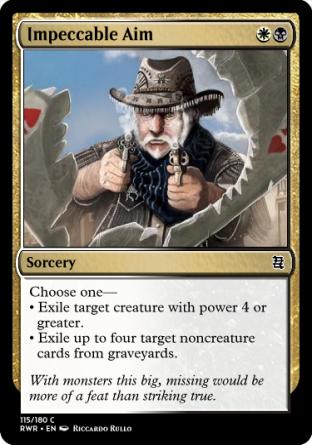 Impeccable Aim
Sorcery
Choose one—
• Exile target creature with power 4 or
greater.
• Exile up to four target noncreature
cards from graveyards.
With monsters this big, missing would be
more of a feat than striking true.
115/180 C
RWR • EN Riccardo Rullo